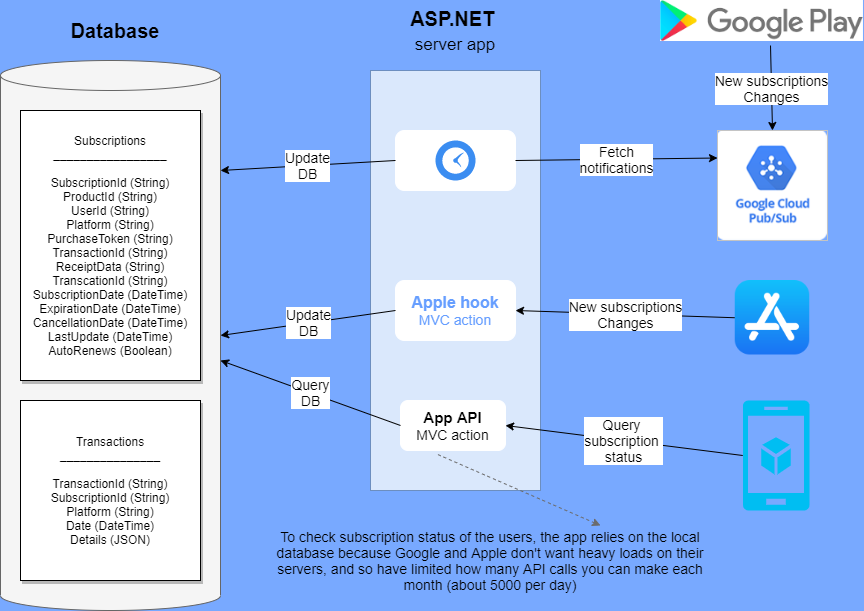 Database
ASP.NET
server app
Google Play
New subscriptions
Changes
Subscriptions
__________________
SubscriptionId (String)
ProductId (String)
UserId (String)
Platform (String)
PurchaseToken (String)
TransactionId (String)
ReceiptData (String)
TranscationId (String)
SubscriptionDate (DateTime)
ExpirationDate (DateTime)
CancellationDate (DateTime)
LastUpdate (DateTime)
AutoRenews (Boolean)
Update
DB
Fetch
notifications
Google Cloud
Pub/Sub
Update
DB
Apple hook
MVC action
New subscriptions
Changes
Query
DB
App API
MVC action
Query
subscription
status
Transactions
________________
TransactionId (String)
SubscriptionId (String)
Platform (String)
Date (DateTime)
Details (JSON)
To check subscription status of the users, the app relies on the local
database because Google and Apple don't want heavy loads on their
servers, and so have limited how many API calls you can make each
month (about 5000 per day)